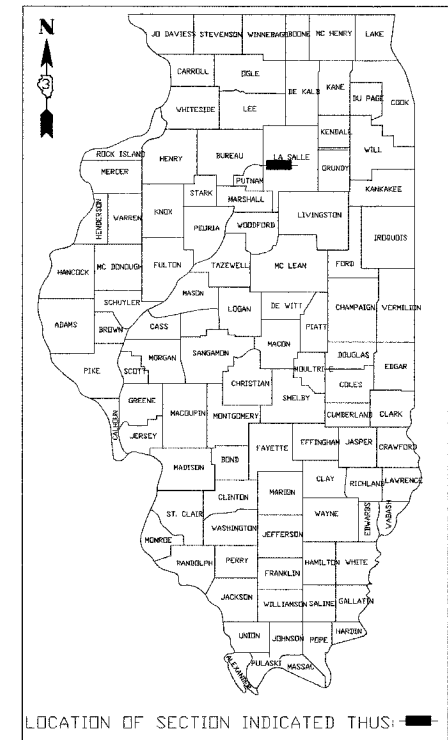 N
3
JO DAVIESS STEVENSON WINNEBAGO BOONE MC HENRY LAKE
CARROLL OGLE DE KALB KANE
DU PAGE COOK
WHITESIDE LEE
KENDALL WILL
ROCK ISLAND HENRY BUREAU LA SALLE GRUNDY
MERCER PUTNAM KANKAKEE
STARK MARSHALL
HENDERSON WARREN KNOX LIVINGSTON
PEORIA WOODFORD IROQUOIS
HANCOCK MC DONOUGH FULTON TAZEWELL MC LEAN FORD
MASON
SCHUYLER LOGAN DE WITT CHAMPAIGN VERMILION
ADAMS BROWN CASS PIATT
MACON
MORGAN SANGAMON DOUGLAS
PIKE SCOTT MOULTRIE EDGAR
CHRISTIAN COLES
SHELBY
GREENE MACOUPIN MONTGOMERY CUMBERLAND CLARK
CALHOUN JERSEY
FAYETTE EFFINGHAM JASPER CRAWFORD
BOND
MADISON CLAY
MARION RICHLAND LAWRENCE
CLINTON
ST. CLAIR WAYNE EDWARDS WABASH
WASHINGTON JEFFERSON
MONROE
RANDOLPH PERRY HAMILTON WHITE
FRANKLIN
JACKSON WILLIAMSON SALINE GALLATIN
UNION JOHNSON POPE HARDIN
ALEXANDER PULASKI MASSAC
LOCATION OF SECTION INDICATED THUS: